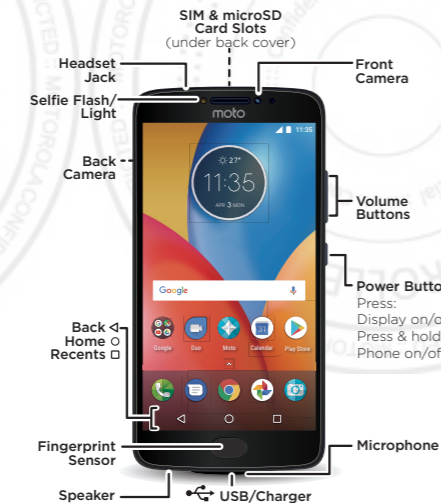 SIM & microSD
Card Slots
(under back cover)
Headset
Jack
Front
Camera
Selfie Flash/
Light
moto
11:35
Back
Camera
27°
11:35
APR 3 MON
Volume
Buttons
Power Butto
Press:
Display on/o
Press & hold
Phone on/of
Google
Google
Duo
Moto
31
Calendar
Play Store
Back
Home
Recents
Fingerprint
Sensor
Microphone
Speaker
USB/Charger